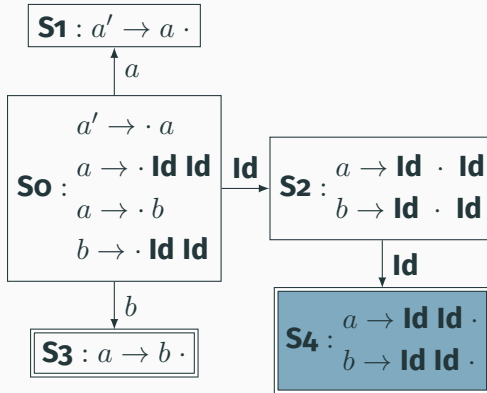 S1 : a′ → a ·
a
S0 :
a′ → · a
a → · Id Id
a → · b
b → · Id Id
Id
S2 :
a → Id · Id
b → Id · Id
b
Id
S3 : a → b ·
S4 :
a → Id Id ·
b → Id Id ·